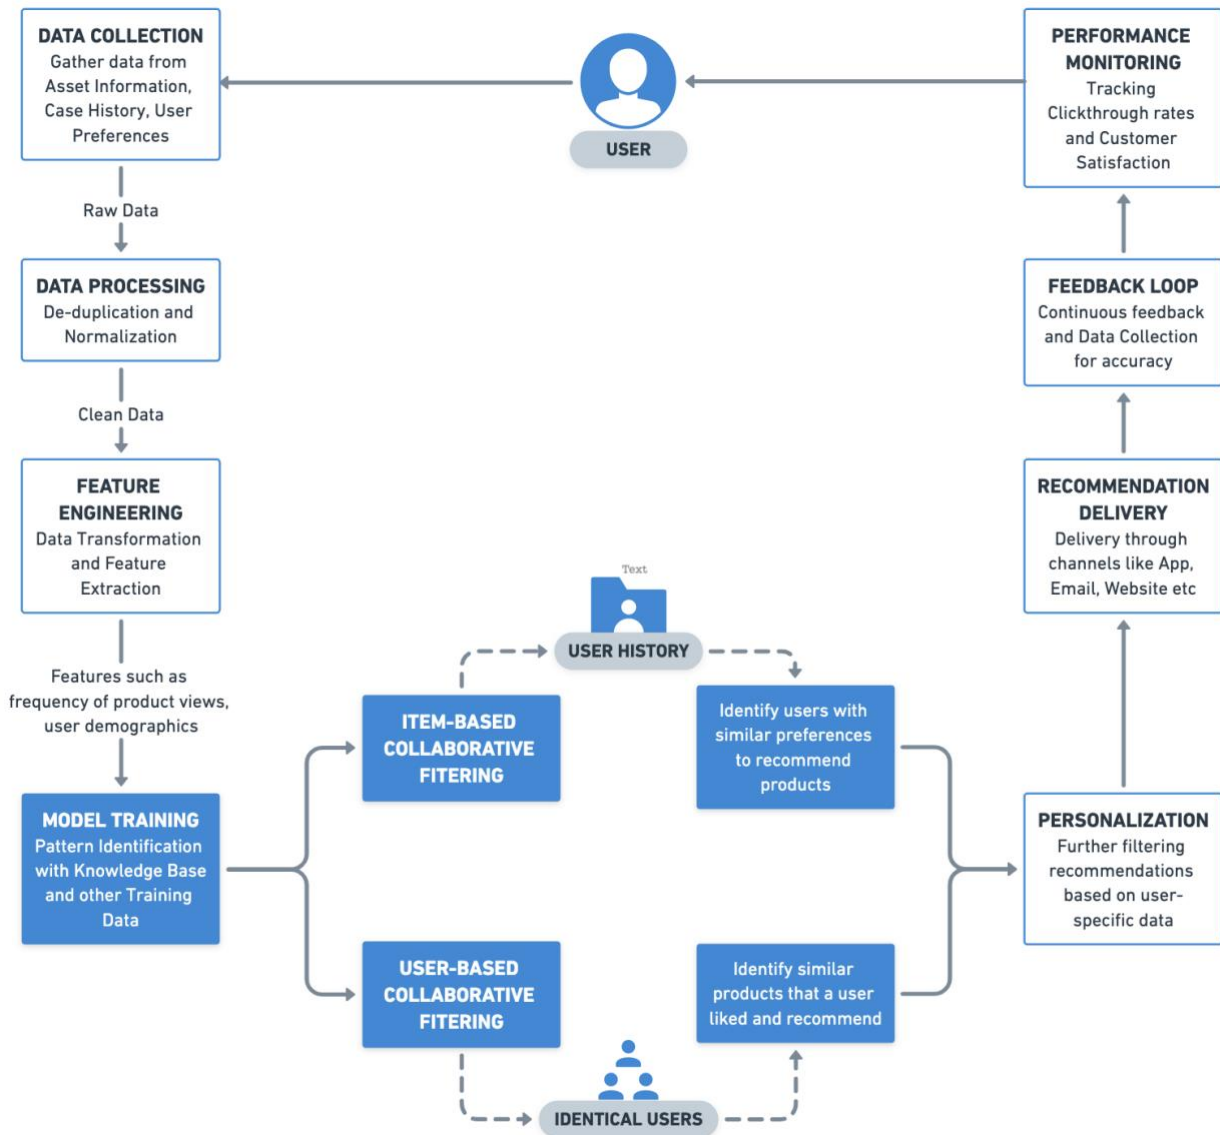 DATA COLLECTION
Gather data from
Asset Information,
Case History, User
Preferences
Raw Data
DATA PROCESSING
De-duplication and
Normalization
Clean Data
FEATURE
ENGINEERING
Data Transformation
and Feature
Extraction
Features such as
frequency of product views,
user demographics
MODEL TRAINING
Pattern Identification
with Knowledge Base
and other Training
Data
USER
ITEM-BASED
COLLABORATIVE
FITERING
Text
USER HISTORY
Identify users with
similar preferences
to recommend
products
USER-BASED
COLLABORATIVE
FITERING
IDENTICAL USERS
Identify similar
products that a user
liked and recommend
PERSONALIZATION
Further filtering
recommendations
based on user-
specific data
RECOMMENDATION
DELIVERY
Delivery through
channels like App,
Email, Website etc
FEEDBACK LOOP
Continuous feedback
and Data Collection
for accuracy
PERFORMANCE
MONITORING
Tracking
Clickthrough rates
and Customer
Satisfaction